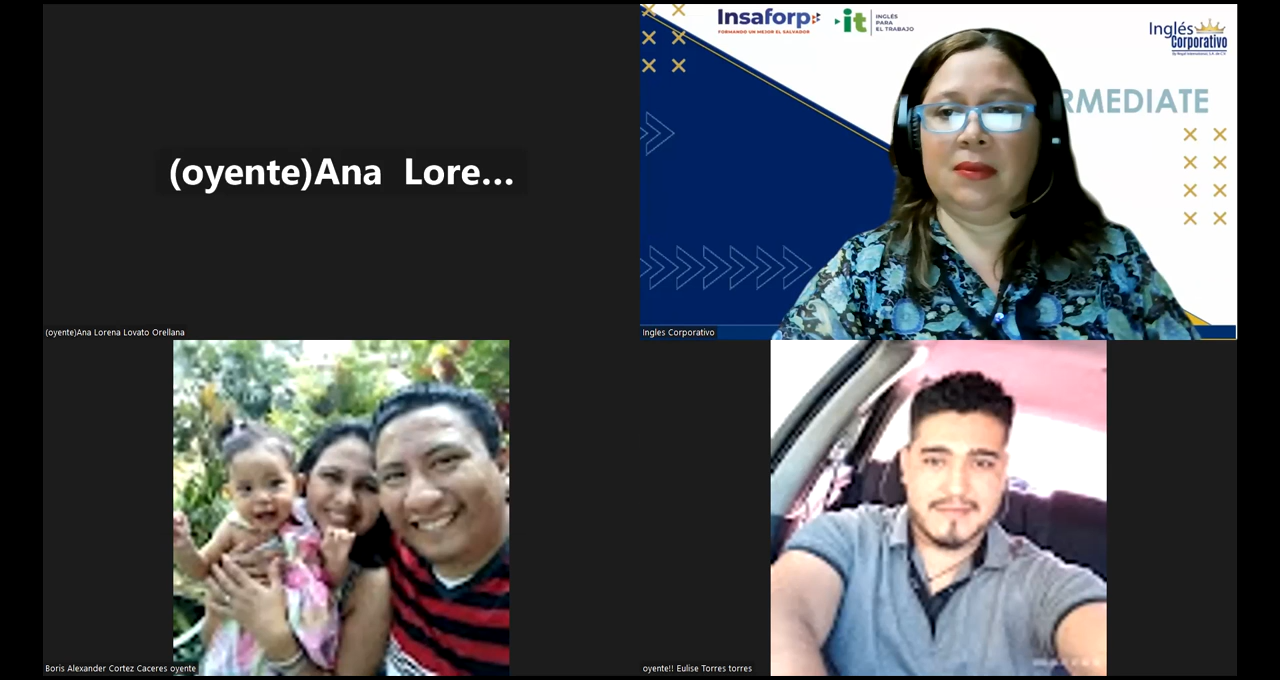 (oyente)Ana Lore...
(oyente)Ana Lorena Lovato Orellana
Insaforp
FORMANDO UN MEJOR EL SALVADOR
it
INGLÉS
PARA
EL TRABAJO
Inglés
Corporativo
RMEDIATE
Ingles Corporativo
Boris Alexander Cortez Caceres oyente
oyente!! Eulise Torres torres